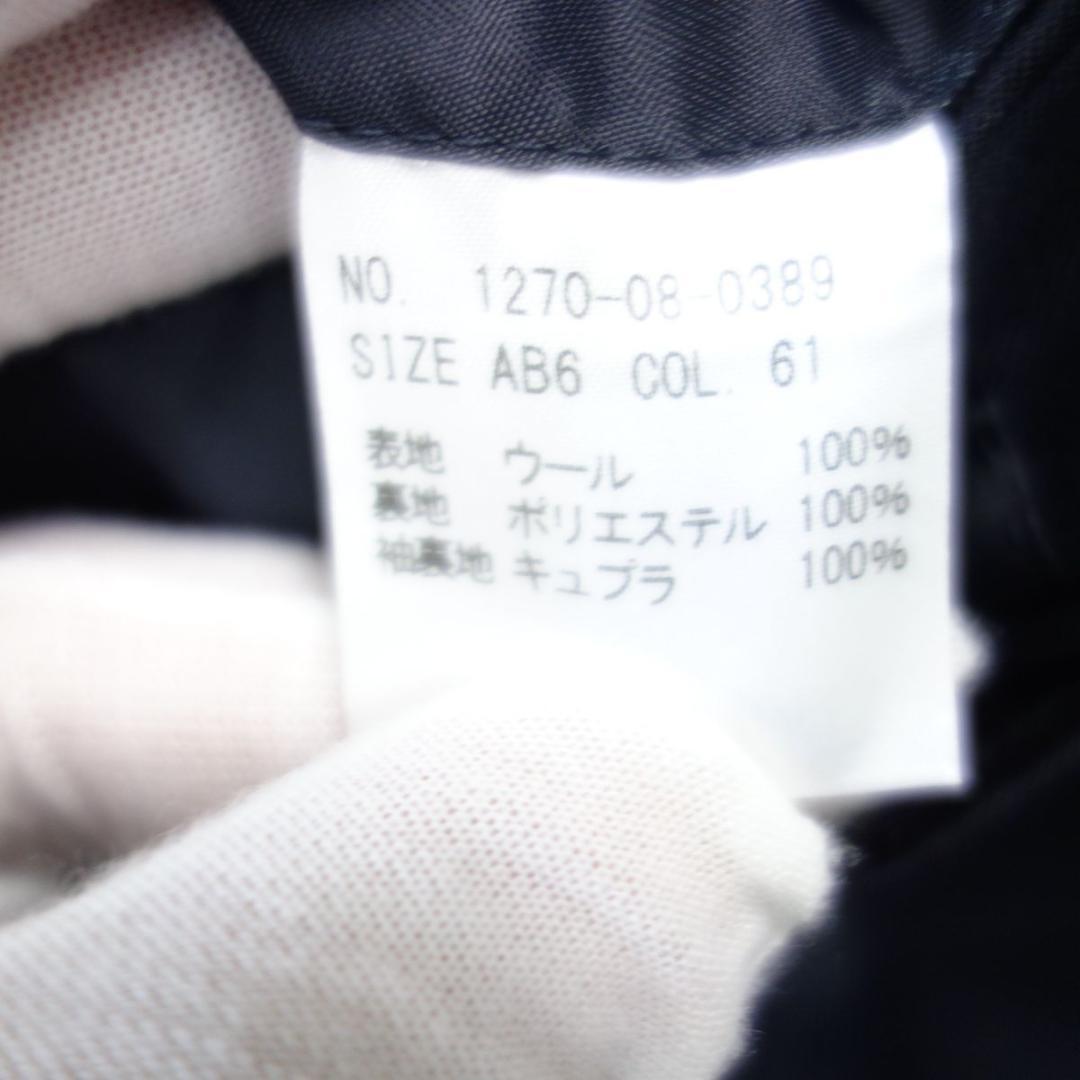 NO. 1270-08-0389
SIZE AB6 COL. 61
表地 ウール 100%
裏地 ポリエステル 100%
袖裏地 キュプラ 100%